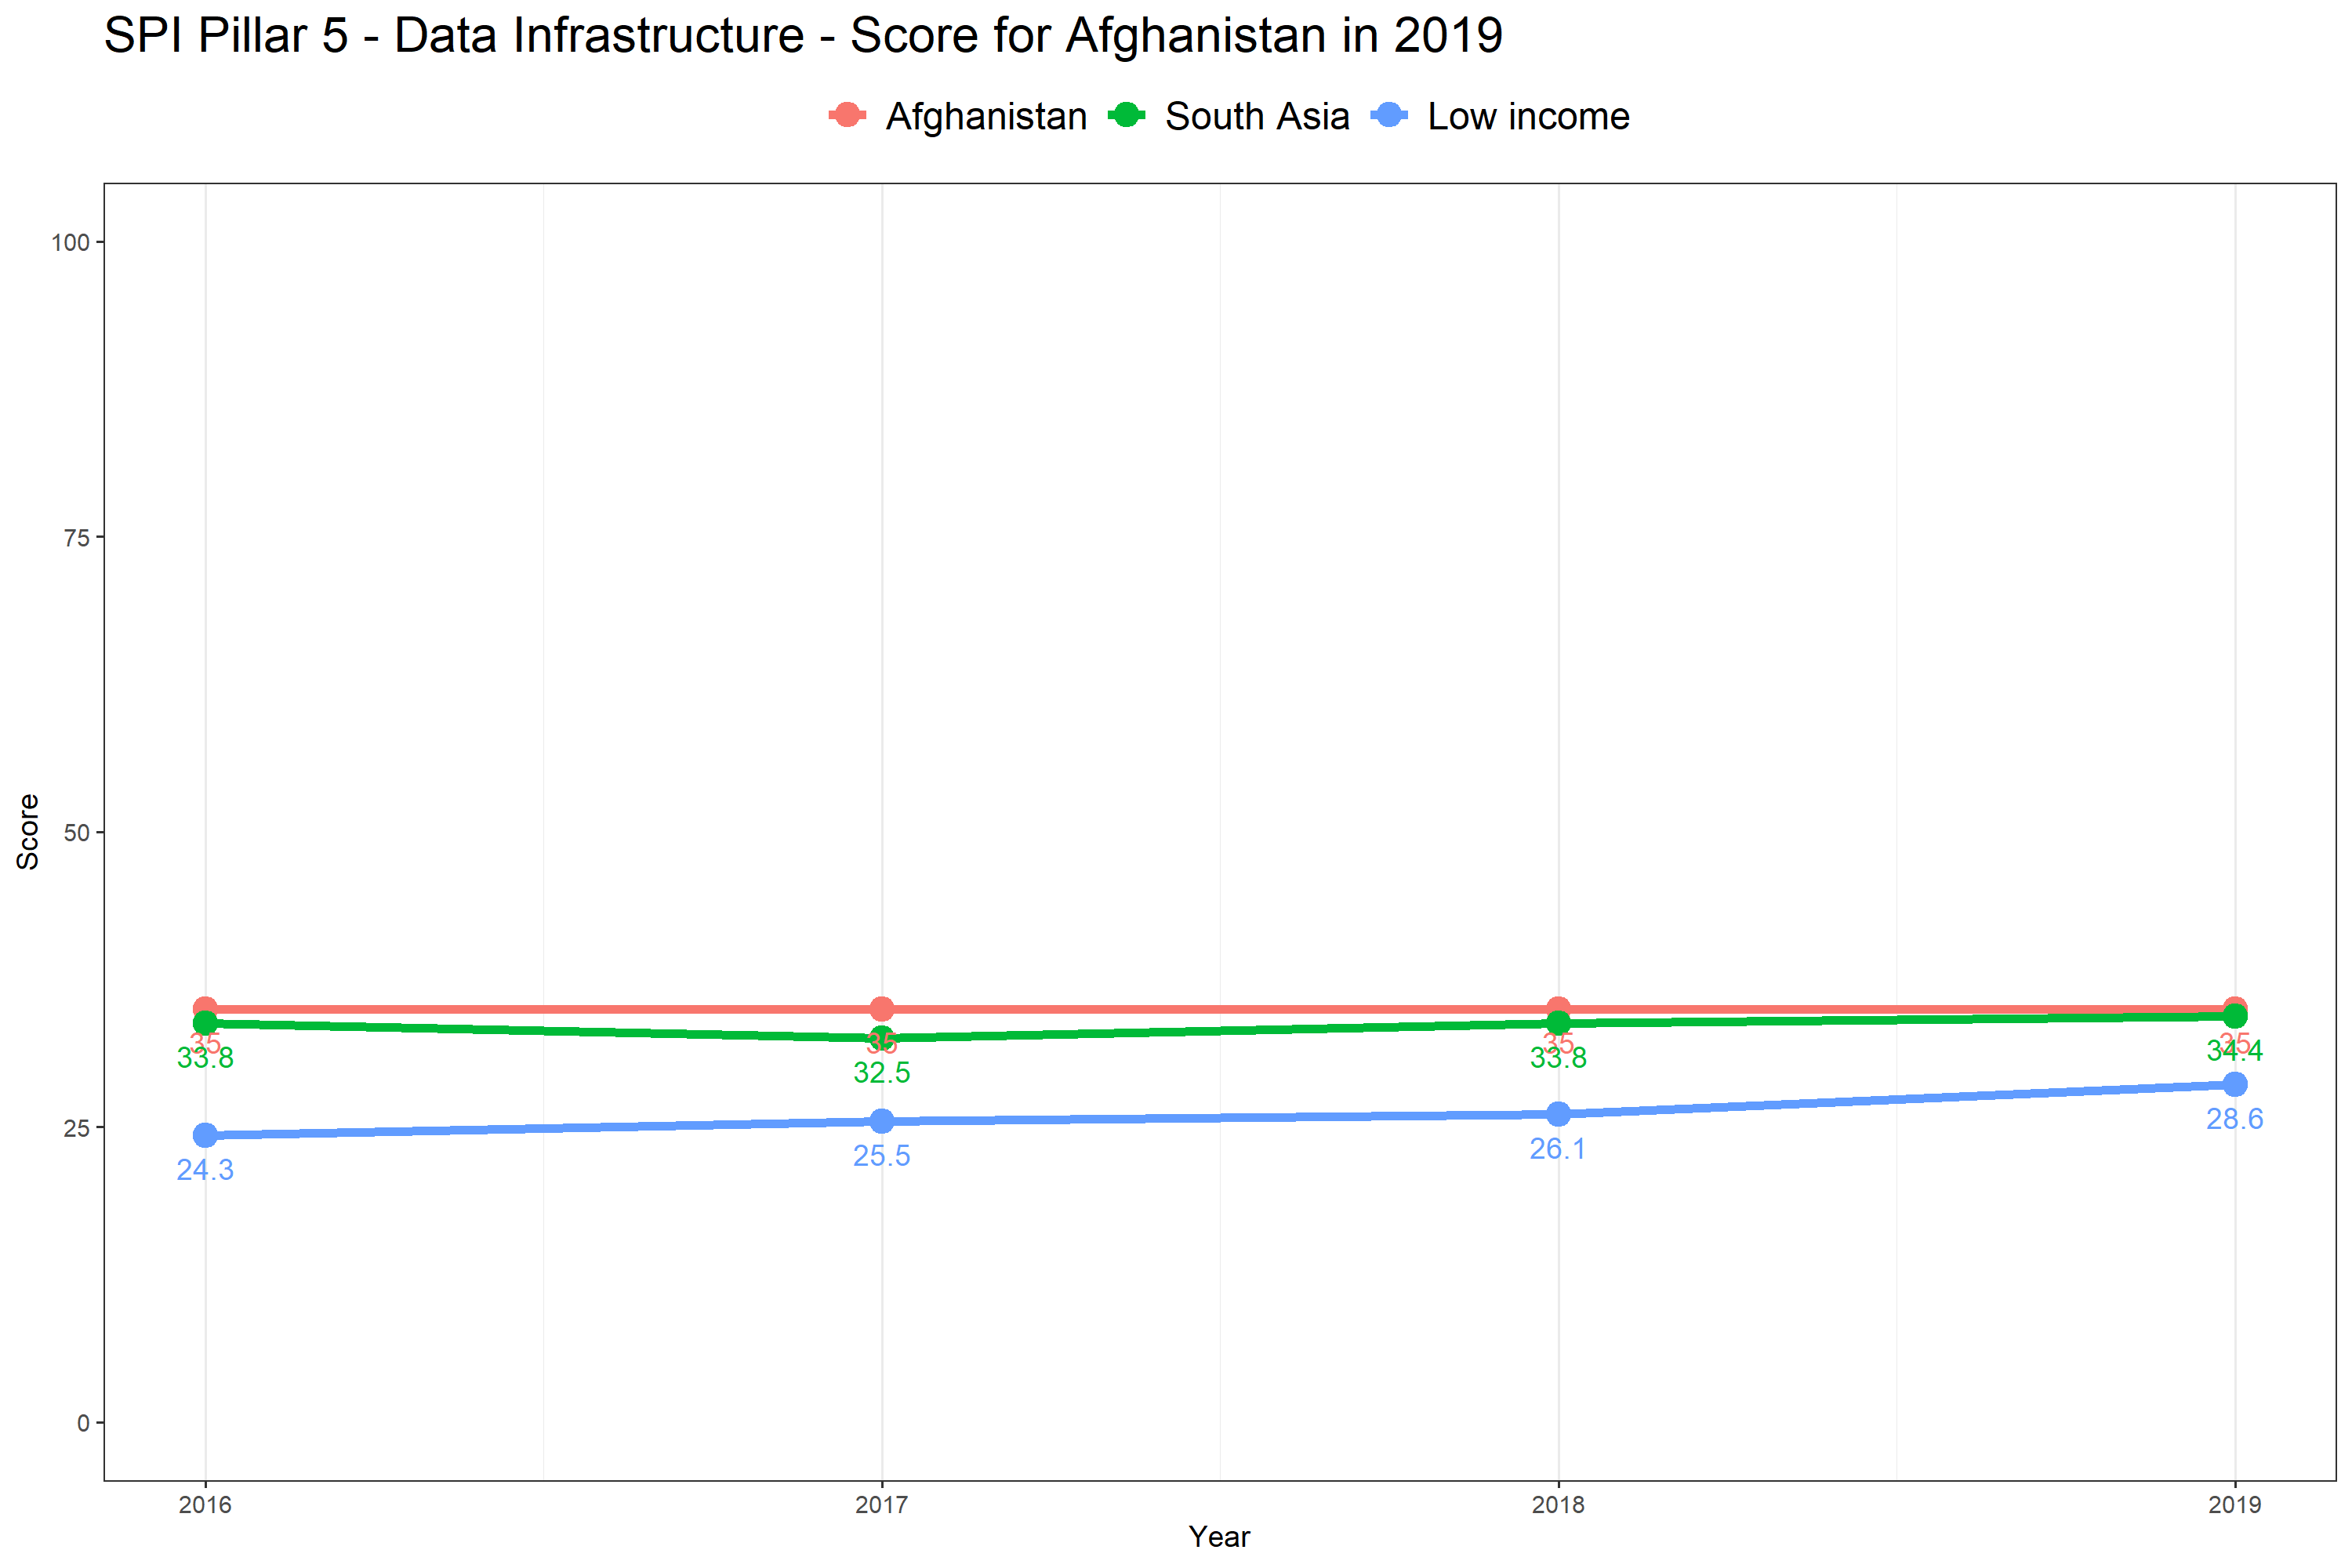 SPI Pillar 5 - Data Infrastructure - Score for Afghanistan in 2019
Afghanistan South Asia Low income
100
75
50
25
0
Score
35 35 35 35
33.8 32.5 33.8 34.4
24.3 25.5 26.1 28.6
2016 2017 2018 2019
Year